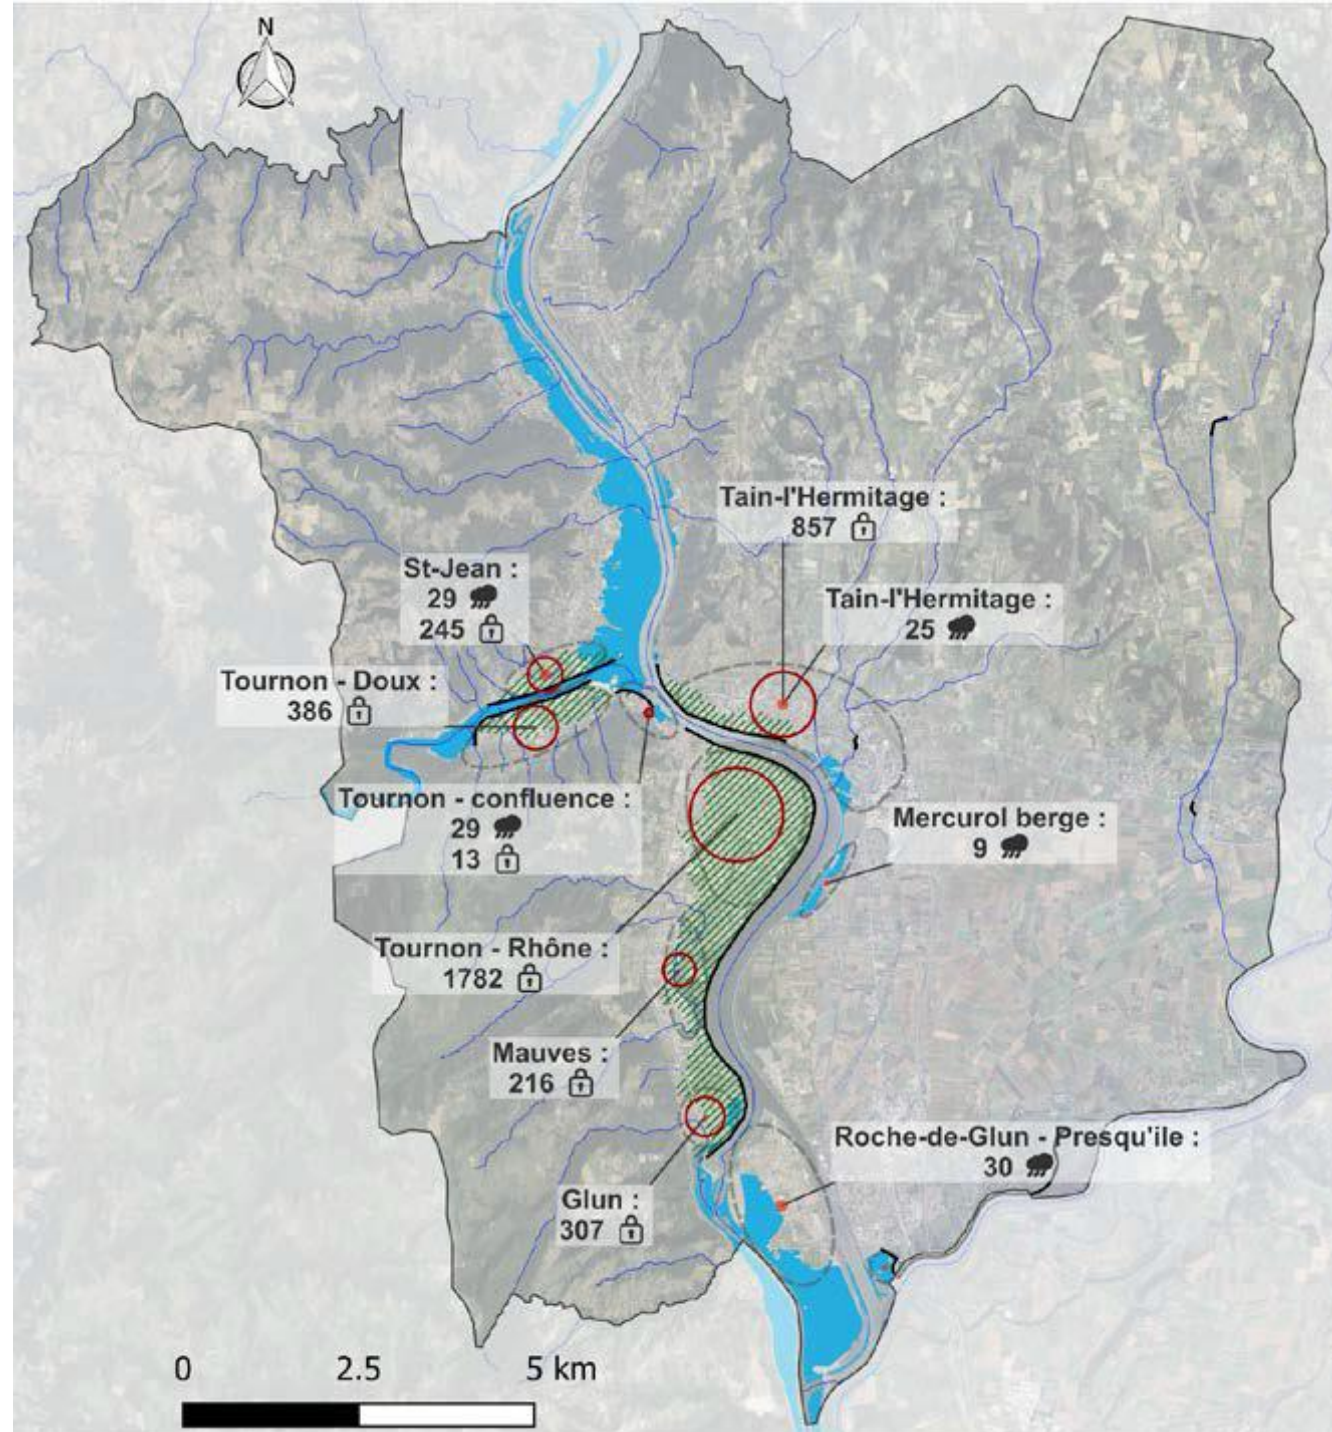 N
Tain-l'Hermitage :
857
St-Jean :
29
245
Tain-l'Hermitage :
25
Tournon - Doux :
386
Tournon - confluence :
29
13
Mercurol berge :
9
Tournon - Rhône :
1782
Mauves :
216
Roche-de-Glun - Presqu'ile :
30
Glun :
307
0 2.5 5 km